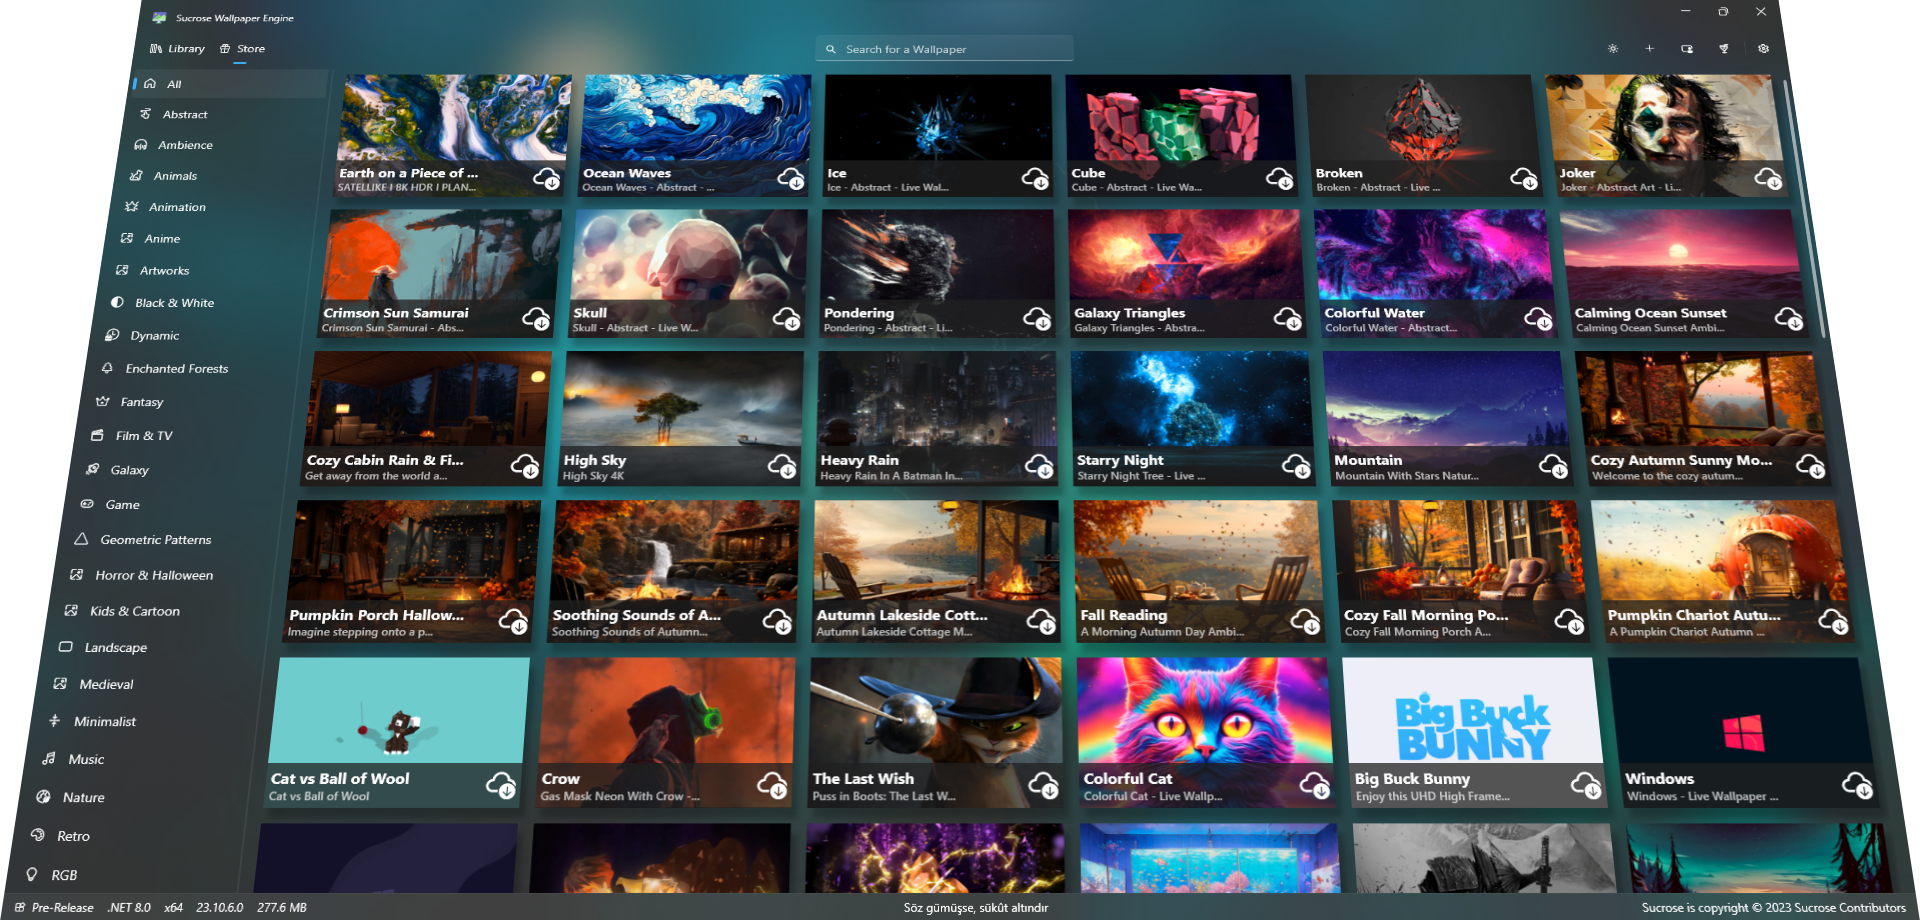 Sucrose Wallpaper Engine
Library Store
Search for a Wallpaper
All
Abstract
Ambience
Animals
Animation
Anime
Artworks
Black & White
Dynamic
Enchanted Forests
Fantasy
Film & TV
Galaxy
Game
Geometric Patterns
Horror & Halloween
Kids & Cartoon
Landscape
Medieval
Minimalist
Music
Nature
Retro
RGB
Earth on a Piece of ...
SATELLIKE I 8K HDR I PLAN...
Ocean Waves
Ocean Waves - Abstract - ...
Ice
Ice - Abstract - Live Wal...
Cube
Cube - Abstract - Live Wa...
Broken
Broken - Abstract - Live ...
Joker
Joker - Abstract Art - Li...
Crimson Sun Samurai
Crimson Sun Samurai - Abs...
Skull
Skull - Abstract - Live W...
Pondering
Pondering - Abstract - Li...
Galaxy Triangles
Galaxy Triangles - Abstra...
Colorful Water
Colorful Water - Abstract...
Calming Ocean Sunset
Calming Ocean Sunset Ambi...
Cozy Cabin Rain & Fi...
Get away from the world a...
High Sky
High Sky 4K
Heavy Rain
Heavy Rain In A Batman In...
Starry Night
Starry Night Tree - Live ...
Mountain
Mountain With Stars Natur...
Cozy Autumn Sunny Mo...
Welcome to the cozy autum...
Pumpkin Porch Hallow...
Imagine stepping onto a p...
Soothing Sounds of A...
Soothing Sounds of Autumn...
Autumn Lakeside Cott...
Autumn Lakeside Cottage M...
Fall Reading
A Morning Autumn Day Ambi...
Cozy Fall Morning Po...
Cozy Fall Morning Porch A...
Pumpkin Chariot Autu...
A Pumpkin Chariot Autumn ...
Cat vs Ball of Wool
Cat vs Ball of Wool
Crow
Gas Mask Neon With Crow -...
The Last Wish
Puss in Boots: The Last W...
Colorful Cat
Colorful Cat - Live Wallp...
Big Buck
BUNNY
Big Buck Bunny
Enjoy this UHD High Frame...
Windows
Windows - Live Wallpaper ...
Pre-Release .NET 8.0 x64 23.10.6.0 277.6 MB
Söz gümüşse, sükût altındır
Sucrose is copyright © 2023 Sucrose Contributors